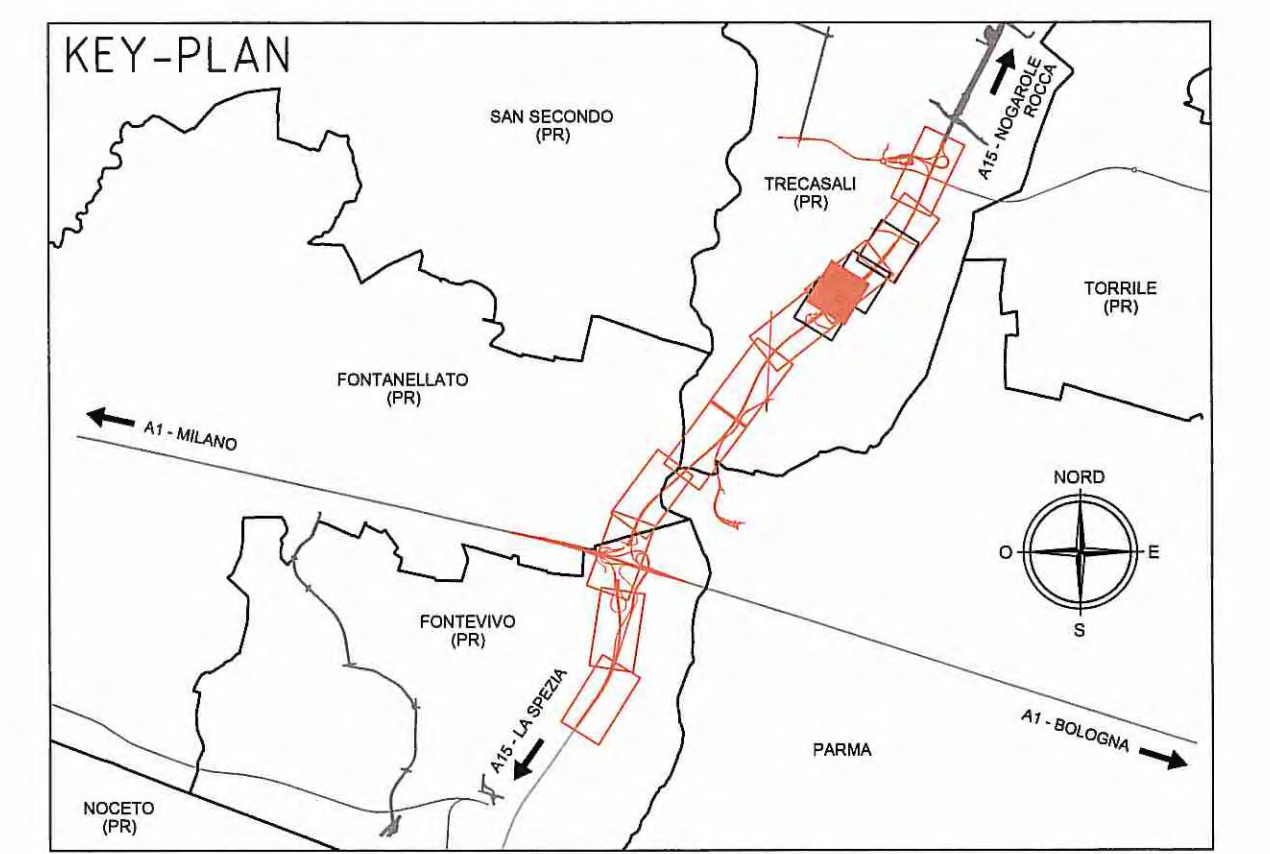 KEY-PLAN
SAN SECONDO
(PR)
A15 - NOGAROLE
ROCCA
TRECASALI
(PR)
TORRILE
(PR)
FONTANELLATO
(PR)
A1 - MILANO
NORD
O
E
S
FONTEVIVO
(PR)
A15 - LA SPEZIA
A1 - BOLOGNA
PARMA
NOCETO
(PR)